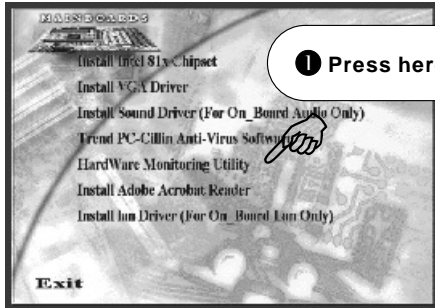 MAINBOARDS
Install Intel 81x Chipset
❶ Press her
Install VGA Driver
Install Sound Driver (For On_Board Audio Only)
Trend PC-Cillin Anti-Virus Software
HardWare Monitoring Utility
Install Adobe Acrobat Reader
Install lan Driver (For On_Board Lan Only)
Exit